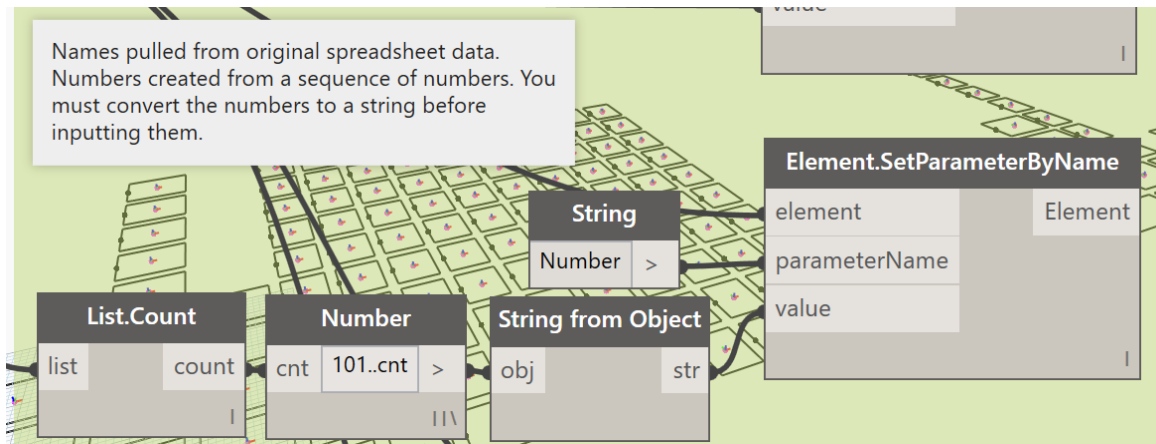 value
|
Names pulled from original spreadsheet data.
Numbers created from a sequence of numbers. You
must convert the numbers to a string before
inputting them.
Element.SetParameterByName
element Element
parameterName
value
|
String
Number >
List.Count
list count
|
Number
cnt 101..cnt >
||\
String from Object
obj str